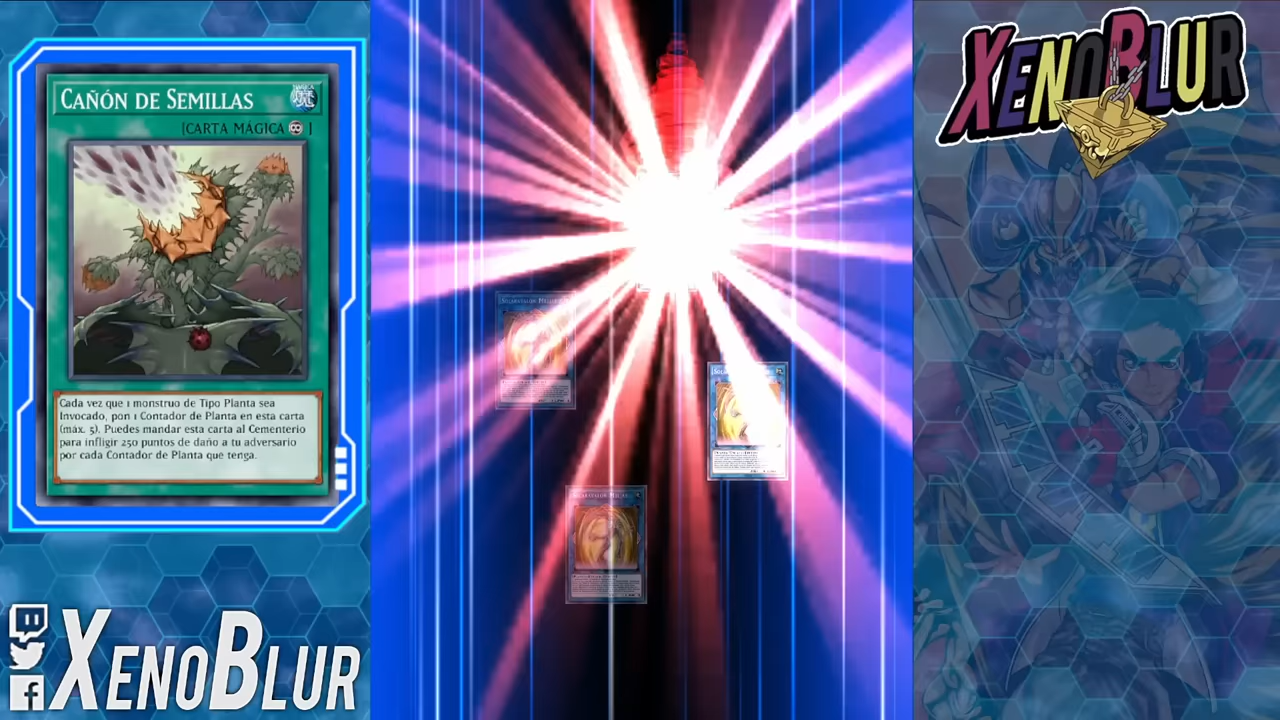 CAÑÓN DE SEMILLAS
[CARTA MÁGICA ]
Cada vez que 1 monstruo de Tipo Planta sea
Invocado, pon 1 Contador de Planta en esta carta
(máx. 5). Puedes mandar esta carta al Cementerio
para infligir 250 puntos de daño a tu adversario
por cada Contador de Planta que tenga.
XENOBLUR
XENOBLUR